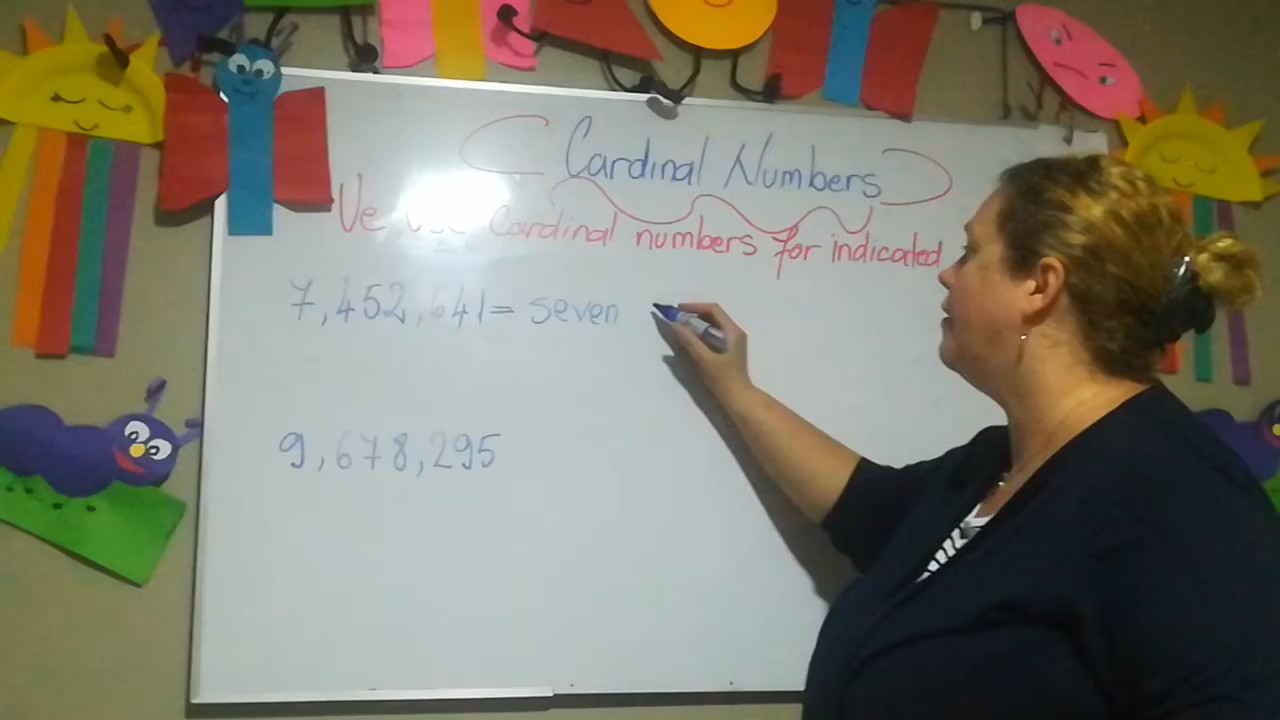 Cardinal Numbers
Cardinal numbers for indicated
7,452,641= seven
9,678,295